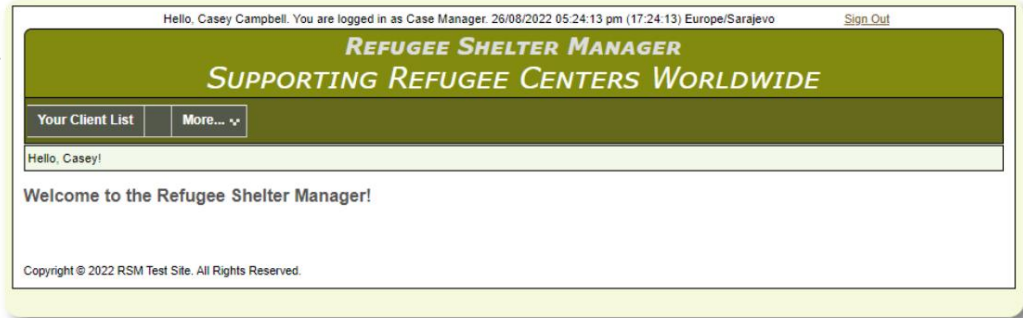 Hello, Casey Campbell. You are logged in as Case Manager. 26/08/2022 05:24:13 pm (17:24:13) Europe/Sarajevo Sign Out
Refugee Shelter Manager
Supporting Refugee Centers Worldwide
Your Client List More...
Hello, Casey!
Welcome to the Refugee Shelter Manager!
Copyright © 2022 RSM Test Site. All Rights Reserved.